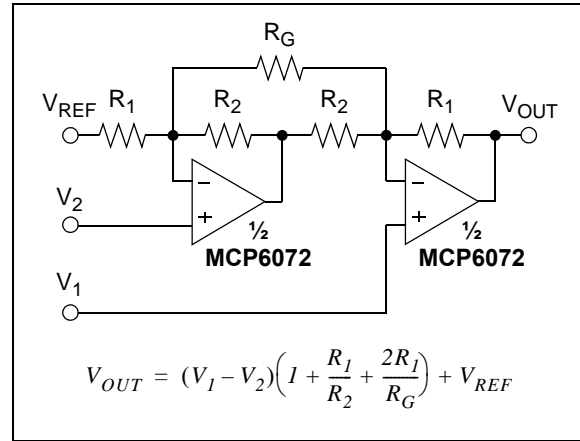 R_G
V_REF R_1 R_2 R_2 R_1 V_OUT
− −
V_2 + +
½ ½
MCP6072 MCP6072
V_1
V_OUT = (V_1 – V_2)(1 + R_1/R_2 + 2R_1/R_G) + V_REF